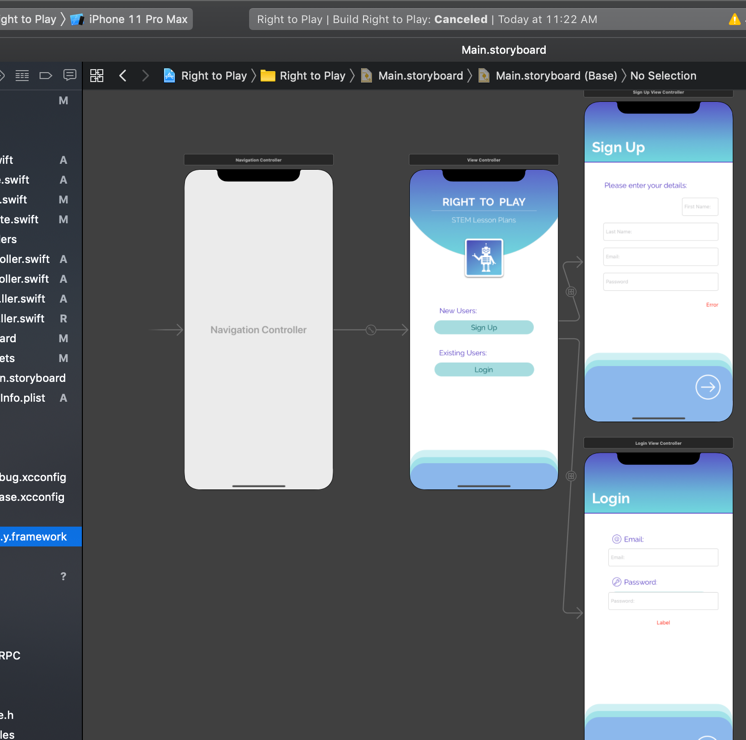 ght to Play
iPhone 11 Pro Max
Right to Play | Build Right to Play: Canceled | Today at 11:22 AM
Main.storyboard
Right to Play
Right to Play
Main.storyboard
Main.storyboard (Base)
No Selection
M
ift A
e.swift A
.swift M
te.swift M
ers
oller.swift A
oller.swift A
.ller.swift A
ller.swift R
ard M
ets M
n.storyboard
Info.plist A
bug.xcconfig
ase.xcconfig
.y.framework
?
RPC
e.h
les
Navigation Controller
Navigation Controller
View Controller
RIGHT TO PLAY
STEM Lesson Plans
New Users:
Sign Up
Existing Users:
Login
Sign Up View Controller
Sign Up
Please enter your details:
First Name
Last Name
Email
Password
Error
Login View Controller
Login
Email:
Email
Password:
Password
Label